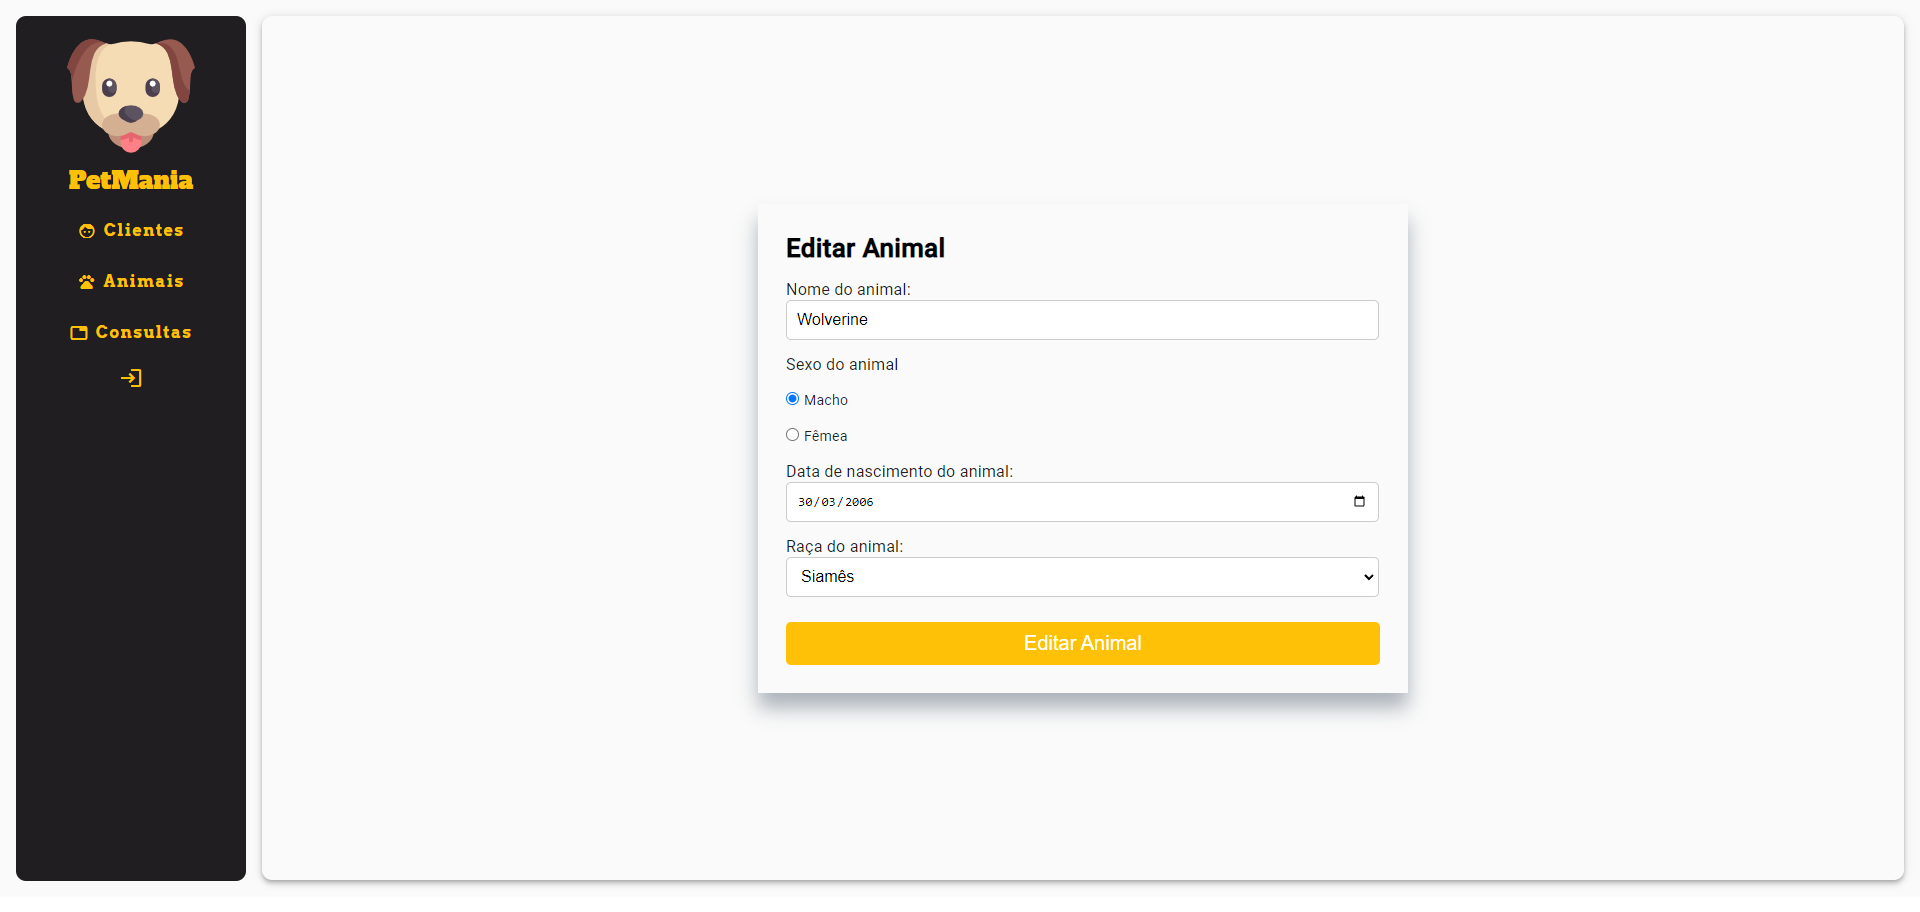 PetMania
Clientes
Animais
Consultas
Editar Animal
Nome do animal:
Wolverine
Sexo do animal
Macho
Fêmea
Data de nascimento do animal:
30/03/2006
Raça do animal:
Siamês
Editar Animal